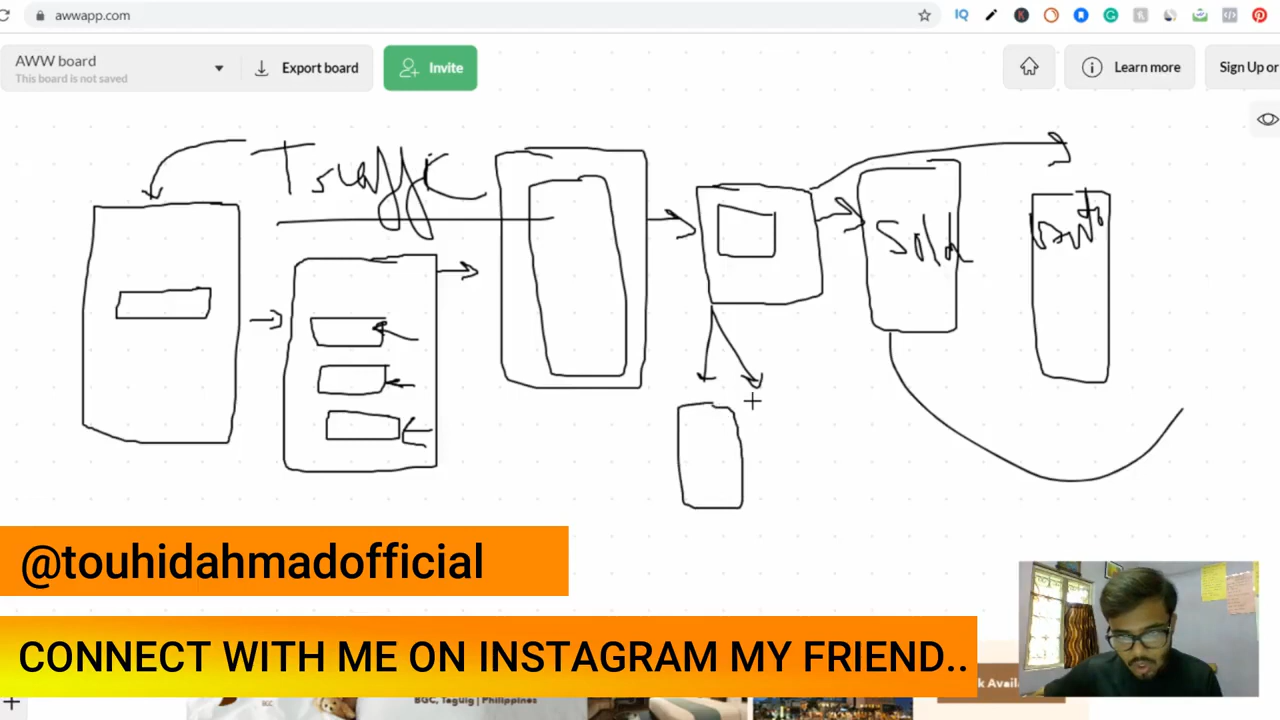 awwapp.com
AWW board
This board is not saved
Export board
Invite
Learn more
Sign Up or
Traffic
Sold
@touhidahmadofficial
CONNECT WITH ME ON INSTAGRAM MY FRIEND..
k Availa
BGC, Taguig | Philippines